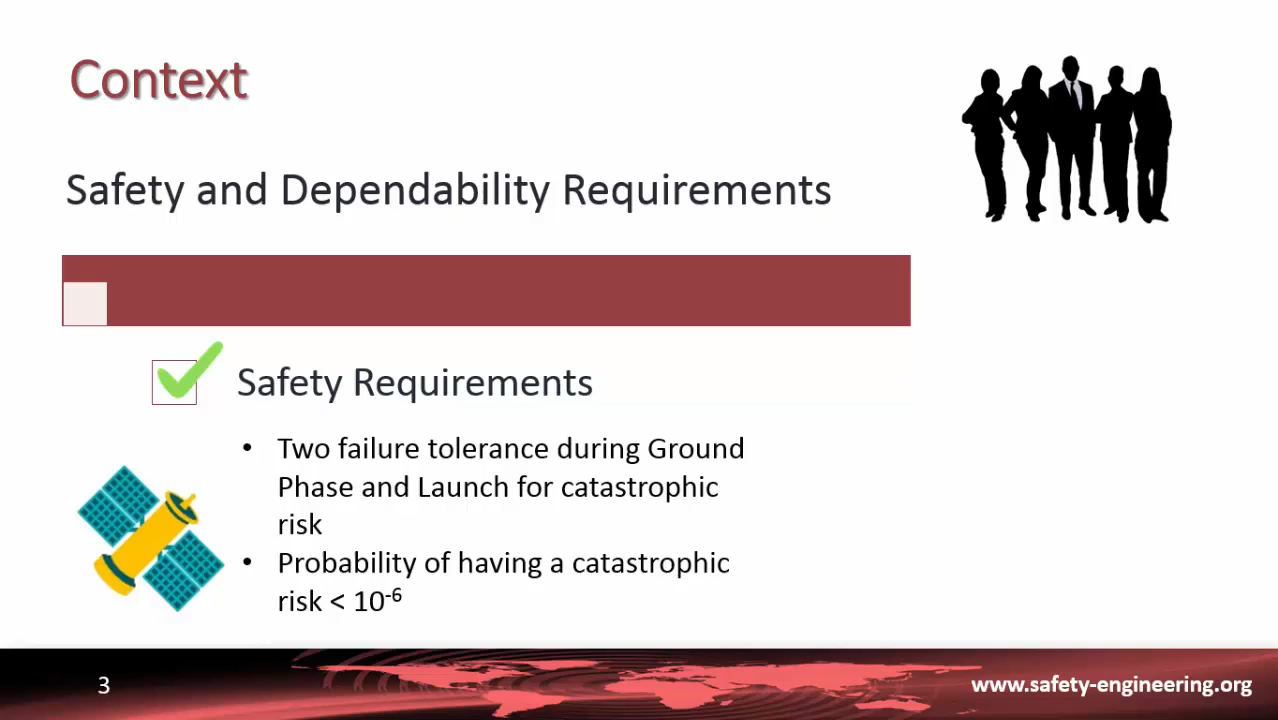 Context
Safety and Dependability Requirements
Safety Requirements
• Two failure tolerance during Ground
Phase and Launch for catastrophic
risk
• Probability of having a catastrophic
risk < 10⁻⁶
3
www.safety-engineering.org